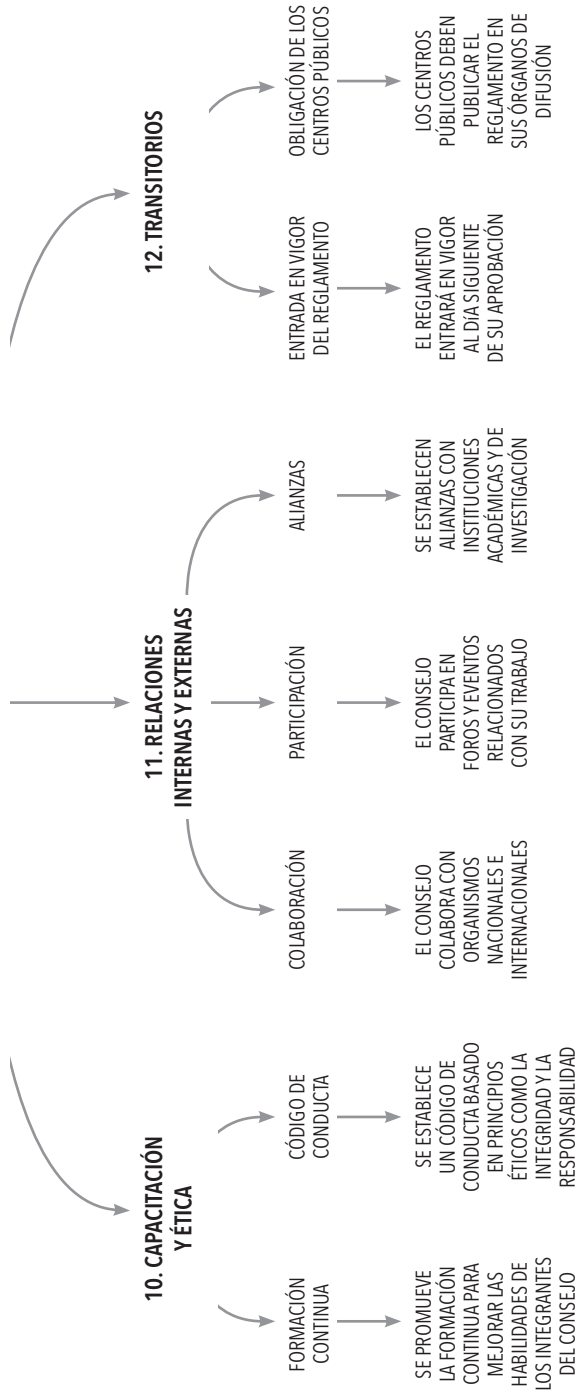 10. CAPACITACIÓN
Y ÉTICA
FORMACIÓN
CONTINUA
SE PROMUEVE
LA FORMACIÓN
CONTINUA PARA
MEJORAR LAS
HABILIDADES DE
LOS INTEGRANTES
DEL CONSEJO
CÓDIGO DE
CONDUCTA
SE ESTABLECE
UN CÓDIGO DE
CONDUCTA BASADO
EN PRINCIPIOS
ÉTICOS COMO LA
INTEGRIDAD Y LA
RESPONSABILIDAD
11. RELACIONES
INTERNAS Y EXTERNAS
COLABORACIÓN
EL CONSEJO
COLABORA CON
ORGANISMOS
NACIONALES E
INTERNACIONALES
PARTICIPACIÓN
EL CONSEJO
PARTICIPA EN
FOROS Y EVENTOS
RELACIONADOS
CON SU TRABAJO
ALIANZAS
SE ESTABLECEN
ALIANZAS CON
INSTITUCIONES
ACADÉMICAS Y DE
INVESTIGACIÓN
12. TRANSITORIOS
ENTRADA EN VIGOR
DEL REGLAMENTO
EL REGLAMENTO
ENTRARÁ EN VIGOR
AL DÍA SIGUIENTE
DE SU APROBACIÓN
OBLIGACIÓN DE LOS
CENTROS PÚBLICOS
LOS CENTROS
PÚBLICOS DEBEN
PUBLICAR EL
REGLAMENTO EN
SUS ÓRGANOS DE
DIFUSIÓN